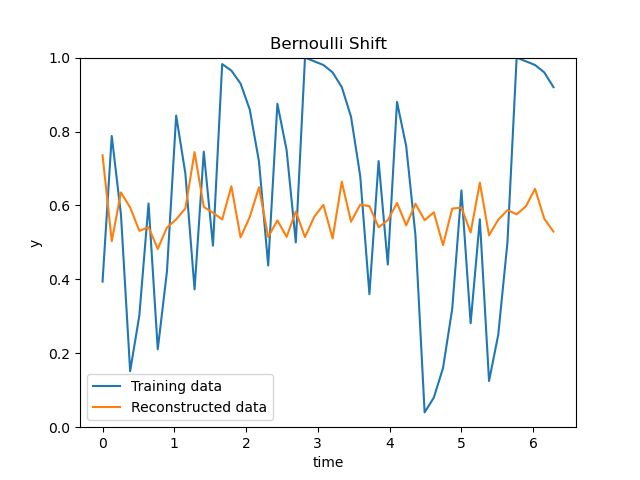 Bernoulli Shift
1.0
0.8
0.6
0.4
0.2
0.0
y
Training data
Reconstructed data
0 1 2 3 4 5 6
time